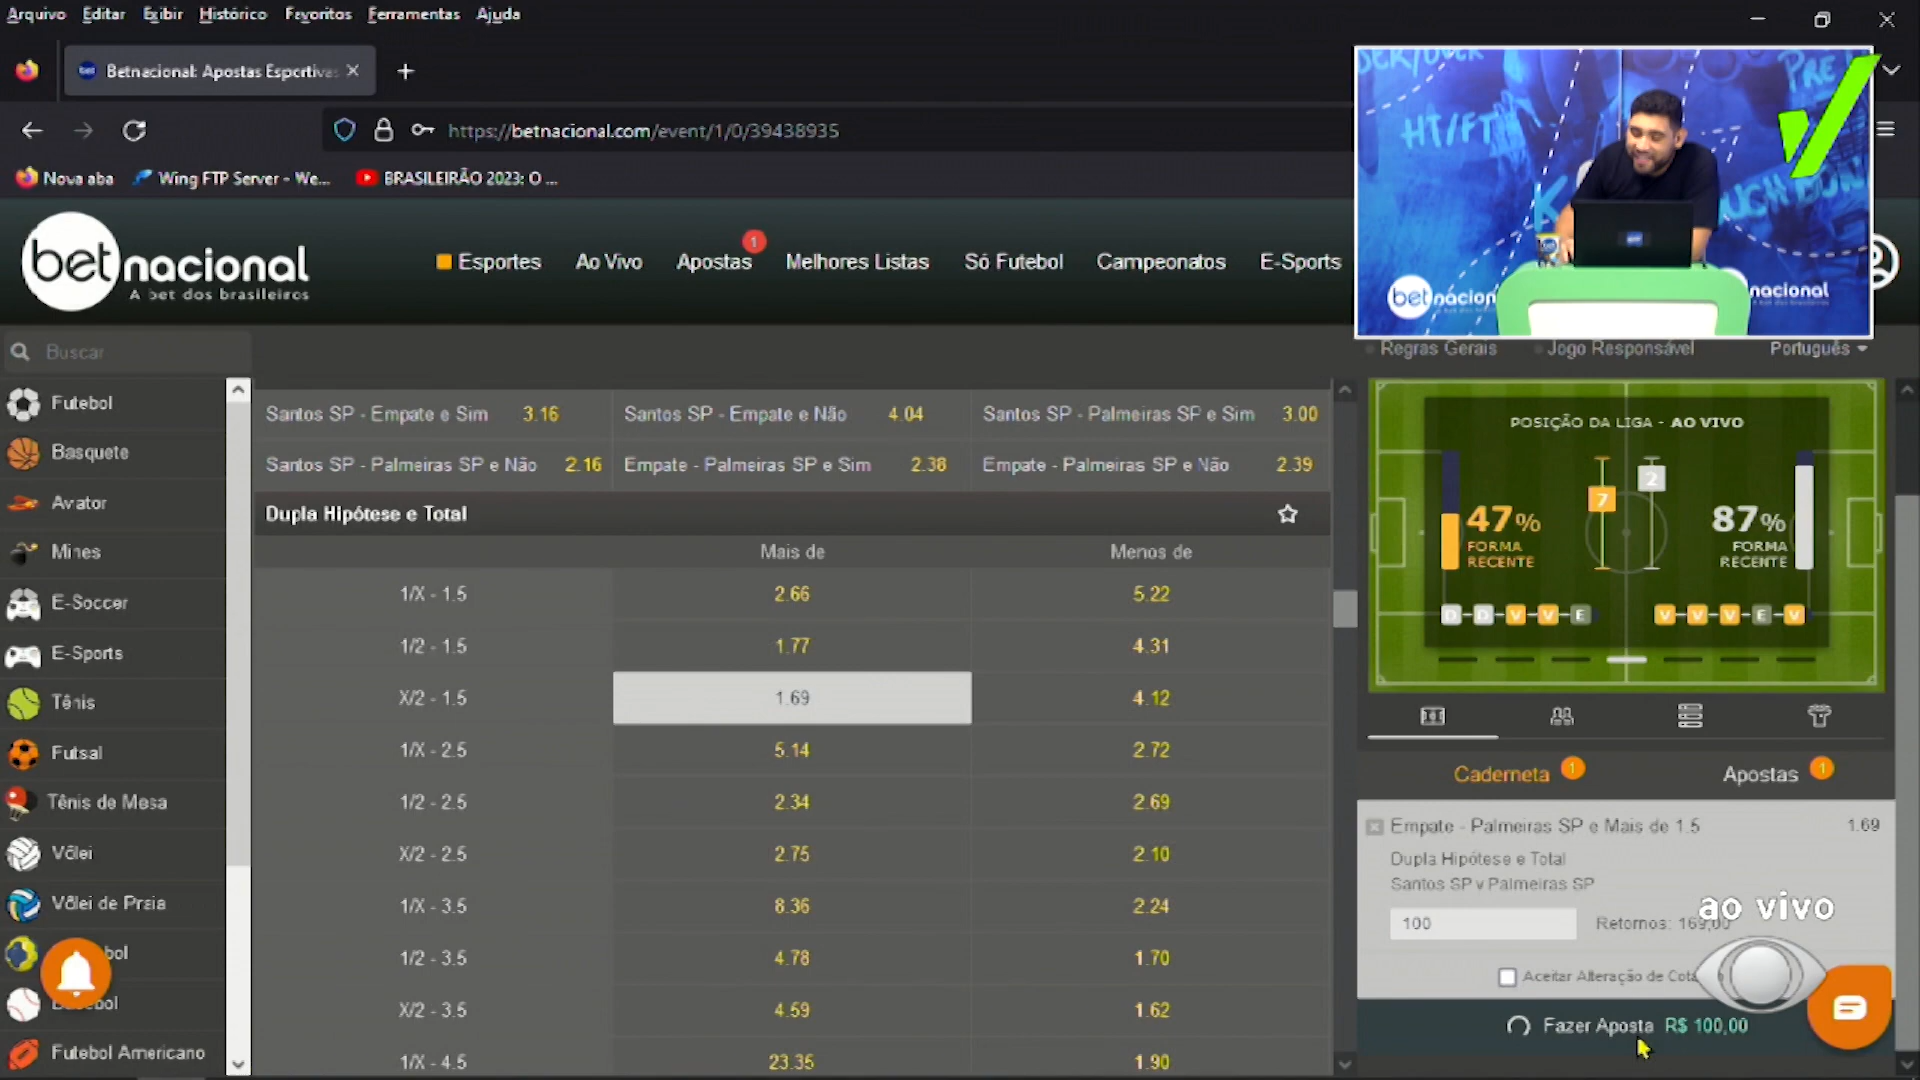 Arquivo Editar Exibir Histórico Favoritos Ferramentas Ajuda
bet Betnacional: Apostas Esportivas
https://betnacional.com/event/1/0/39438935
Nova aba Wing FTP Server - We... BRASILEIRÃO 2023: O ...
betnacional
A bet dos brasileiros
Esportes Ao Vivo Apostas 1 Melhores Listas Só Futebol Campeonatos E-Sports
HT/FT
PRE
betnacion
nacional
Regras Gerais Jogo Responsável Português
Buscar
Futebol
Basquete
Aviator
Mines
E-Soccer
E-Sports
Tênis
Futsal
Tênis de Mesa
Vôlei
Vôlei de Praia
Futebol Americano
Santos SP - Empate e Sim 3.16 Santos SP - Empate e Não 4.04 Santos SP - Palmeiras SP e Sim 3.00
Santos SP - Palmeiras SP e Não 2.16 Empate - Palmeiras SP e Sim 2.38 Empate - Palmeiras SP e Não 2.39
Dupla Hipótese e Total
Mais de Menos de
1/X - 1.5 2.66 5.22
1/2 - 1.5 1.77 4.31
X/2 - 1.5 1.69 4.12
1/X - 2.5 5.14 2.72
1/2 - 2.5 2.34 2.69
X/2 - 2.5 2.75 2.10
1/X - 3.5 8.36 2.24
1/2 - 3.5 4.78 1.70
X/2 - 3.5 4.59 1.62
1/X - 4.5 23.35 1.90
POSIÇÃO DA LIGA - AO VIVO
7 2
47% 87%
FORMA RECENTE FORMA RECENTE
D D V V E V V V E V
Caderneta 1 Apostas 1
Empate - Palmeiras SP e Mais de 1.5 1.69
Dupla Hipótese e Total
Santos SP v Palmeiras SP
100 Retornos: 169,00
ao vivo
Aceitar Alteração de
Fazer Aposta R$ 100,00